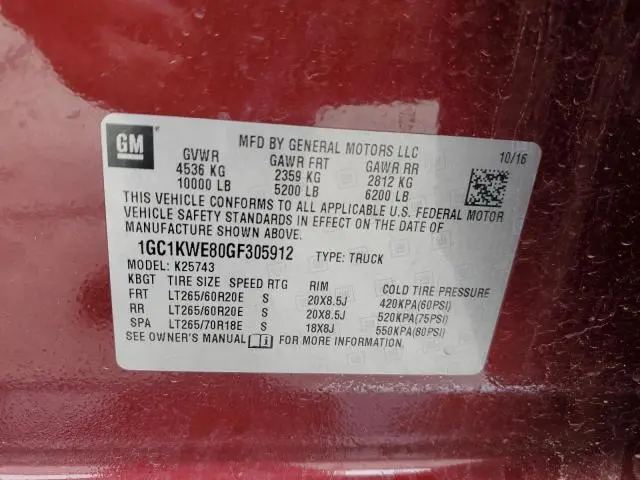 GM
MFD BY GENERAL MOTORS LLC
10/16
GVWR GAWR FRT GAWR RR
4536 KG 2359 KG 2812 KG
10000 LB 5200 LB 6200 LB
THIS VEHICLE CONFORMS TO ALL APPLICABLE U.S. FEDERAL MOTOR
VEHICLE SAFETY STANDARDS IN EFFECT ON THE DATE OF
MANUFACTURE SHOWN ABOVE.
1GC1KWE80GF305912 TYPE: TRUCK
MODEL: K25743
KBGT TIRE SIZE SPEED RTG RIM COLD TIRE PRESSURE
FRT LT265/60R20E S 20X8.5J 420KPA(60PSI)
RR LT265/60R20E S 20X8.5J 520KPA(75PSI)
SPA LT265/70R18E S 18X8J 550KPA(80PSI)
SEE OWNER'S MANUAL